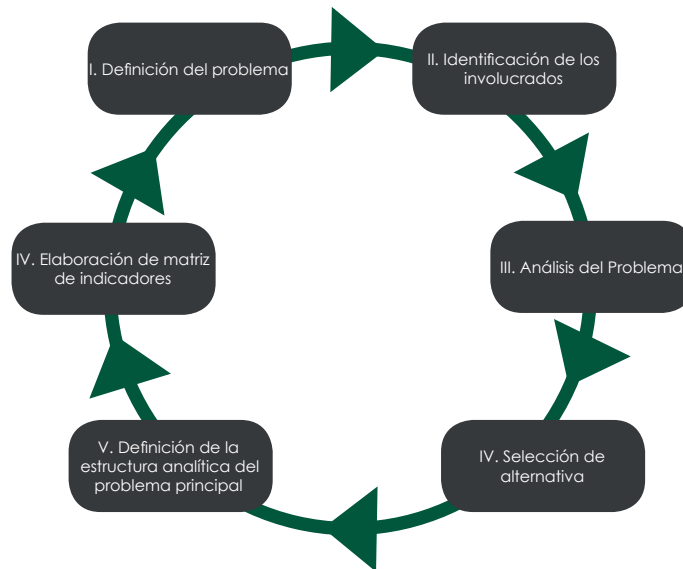 I. Definición del problema
II. Identificación de los
involucrados
III. Análisis del Problema
IV. Selección de
alternativa
V. Definición de la
estructura analítica del
problema principal
IV. Elaboración de matriz
de indicadores